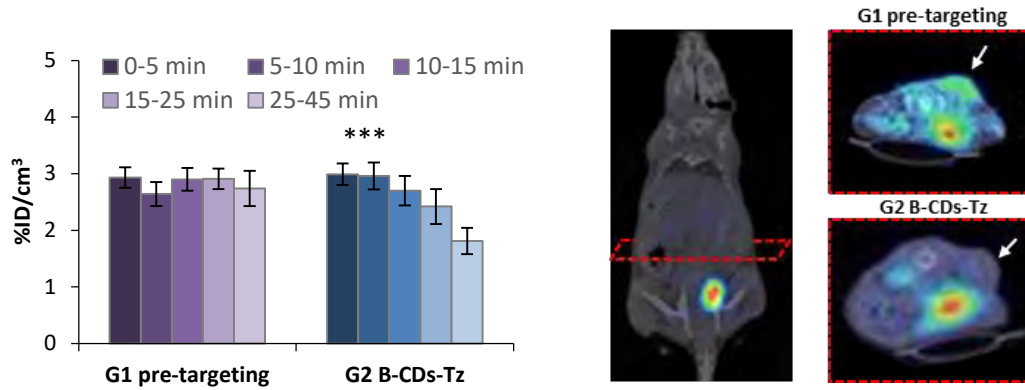 5
4
3
2
1
0
%ID/cm³
0-5 min
5-10 min
10-15 min
15-25 min
25-45 min
***
G1 pre-targeting
G2 B-CDs-Tz
G1 pre-targeting
G2 B-CDs-Tz